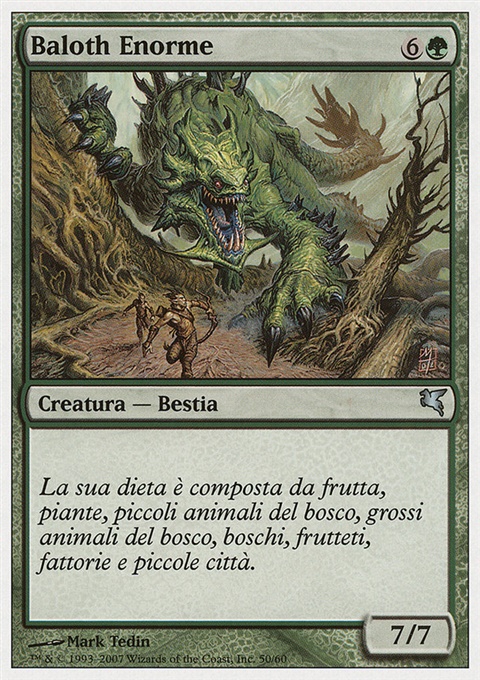 Baloth Enorme 6
Creatura — Bestia
La sua dieta è composta da frutta,
piante, piccoli animali del bosco, grossi
animali del bosco, boschi, frutteti,
fattorie e piccole città.
Mark Tedin
7/7
™ & © 1993-2007 Wizards of the Coast, Inc. 50/60